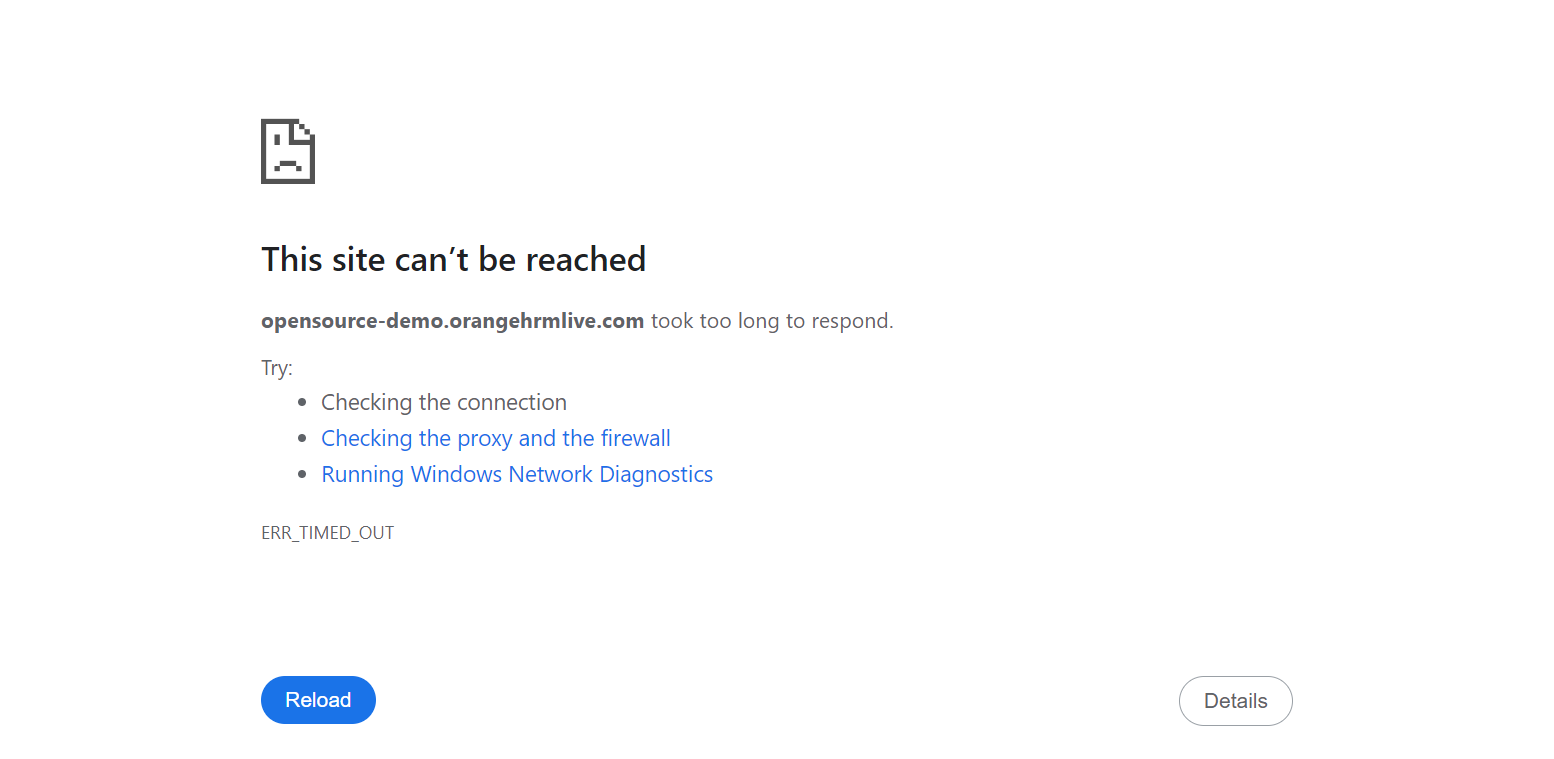 This site can’t be reached
opensource-demo.orangehrmlive.com took too long to respond.
Try:
Checking the connection
Checking the proxy and the firewall
Running Windows Network Diagnostics
ERR_TIMED_OUT
Reload
Details